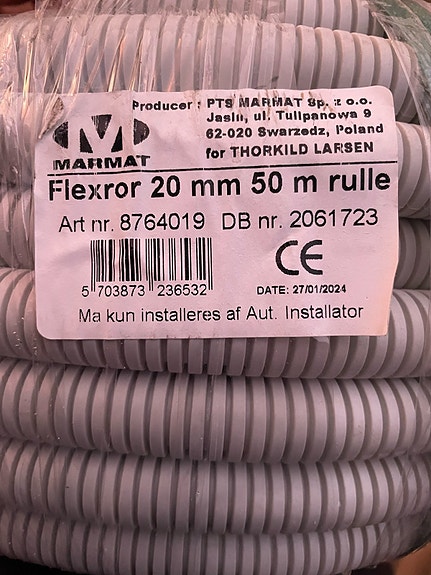 Producer : PTS MARMAT Sp. z o.o.
Jasin, ul. Tulipanowa 9
62-020 Swarzedz, Poland
for THORKILD LARSEN
M
MARMAT
Flexror 20 mm 50 m rulle
Art nr. 8764019 DB nr. 2061723
CE
5 703873 236532
DATE: 27/01/2024
Ma kun installeres af Aut. Installator